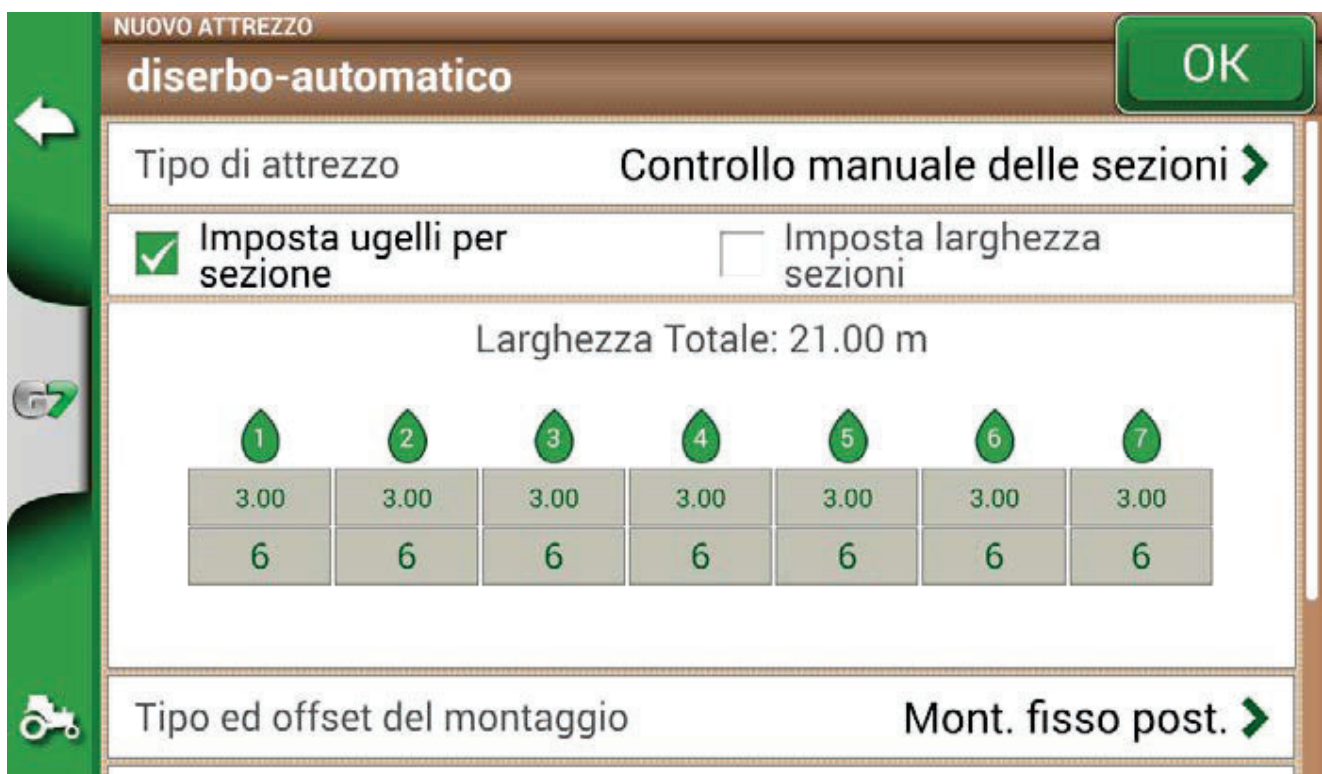 NUOVO ATTREZZO
diserbo-automatico
OK
Tipo di attrezzo
Controllo manuale delle sezioni
Imposta ugelli per
sezione
Imposta larghezza
sezioni
Larghezza Totale: 21.00 m
G7
1 2 3 4 5 6 7
3.00 3.00 3.00 3.00 3.00 3.00 3.00
6 6 6 6 6 6 6
Tipo ed offset del montaggio
Mont. fisso post.